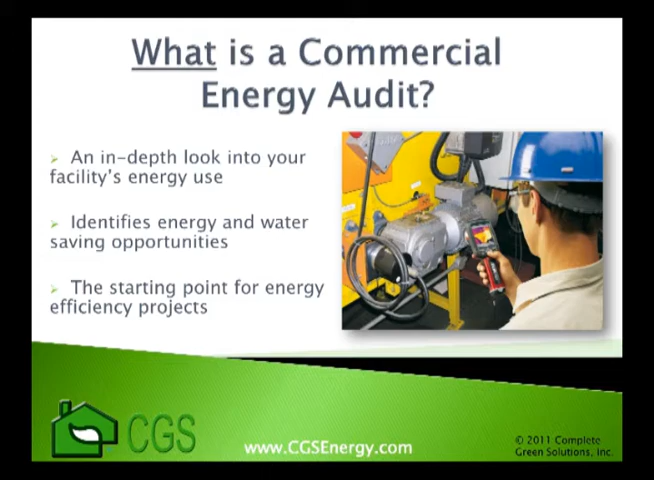 What is a Commercial
Energy Audit?
An in-depth look into your
facility's energy use
Identifies energy and water
saving opportunities
The starting point for energy
efficiency projects
CGS
www.CGSEnergy.com
© 2011 Complete
Green Solutions, Inc.